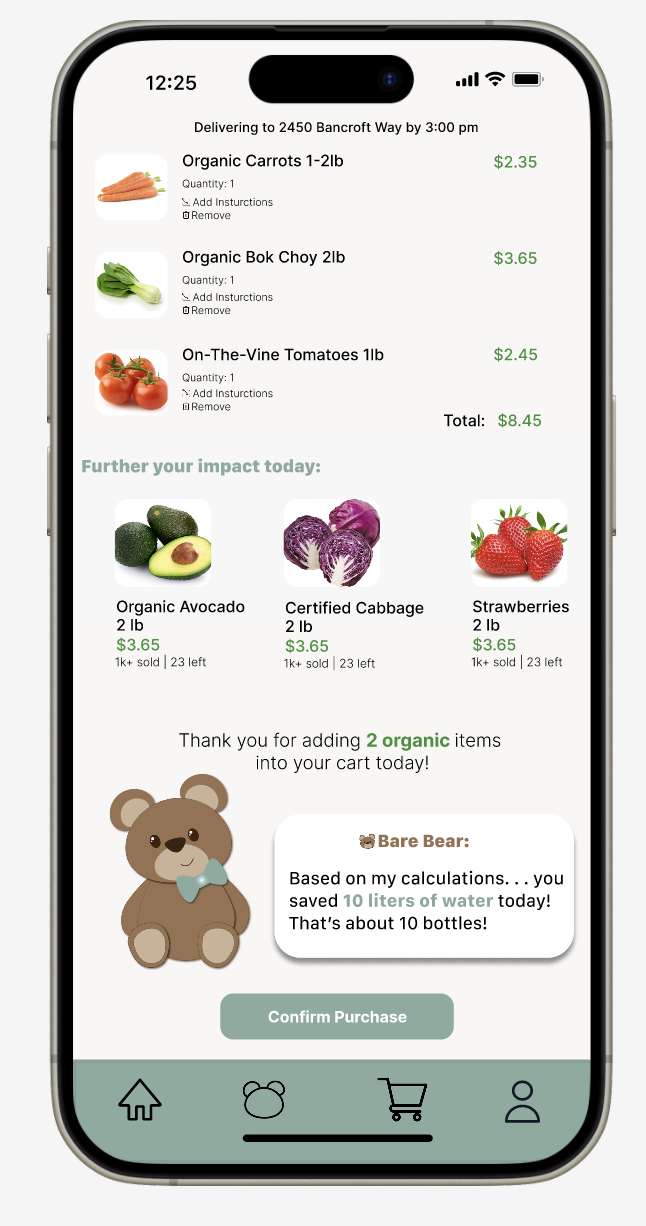 12:25
Delivering to 2450 Bancroft Way by 3:00 pm
Organic Carrots 1-2lb
$2.35
Quantity: 1
Add Insturctions
Remove
Organic Bok Choy 2lb
$3.65
Quantity: 1
Add Insturctions
Remove
On-The-Vine Tomatoes 1lb
$2.45
Quantity: 1
Add Insturctions
Remove
Total: $8.45
Further your impact today:
Organic Avocado
2 lb
$3.65
1k+ sold | 23 left
Certified Cabbage
2 lb
$3.65
1k+ sold | 23 left
Strawberries
2 lb
$3.65
1k+ sold | 23 left
Thank you for adding 2 organic items
into your cart today!
Bare Bear:
Based on my calculations. . . you
saved 10 liters of water today!
That's about 10 bottles!
Confirm Purchase